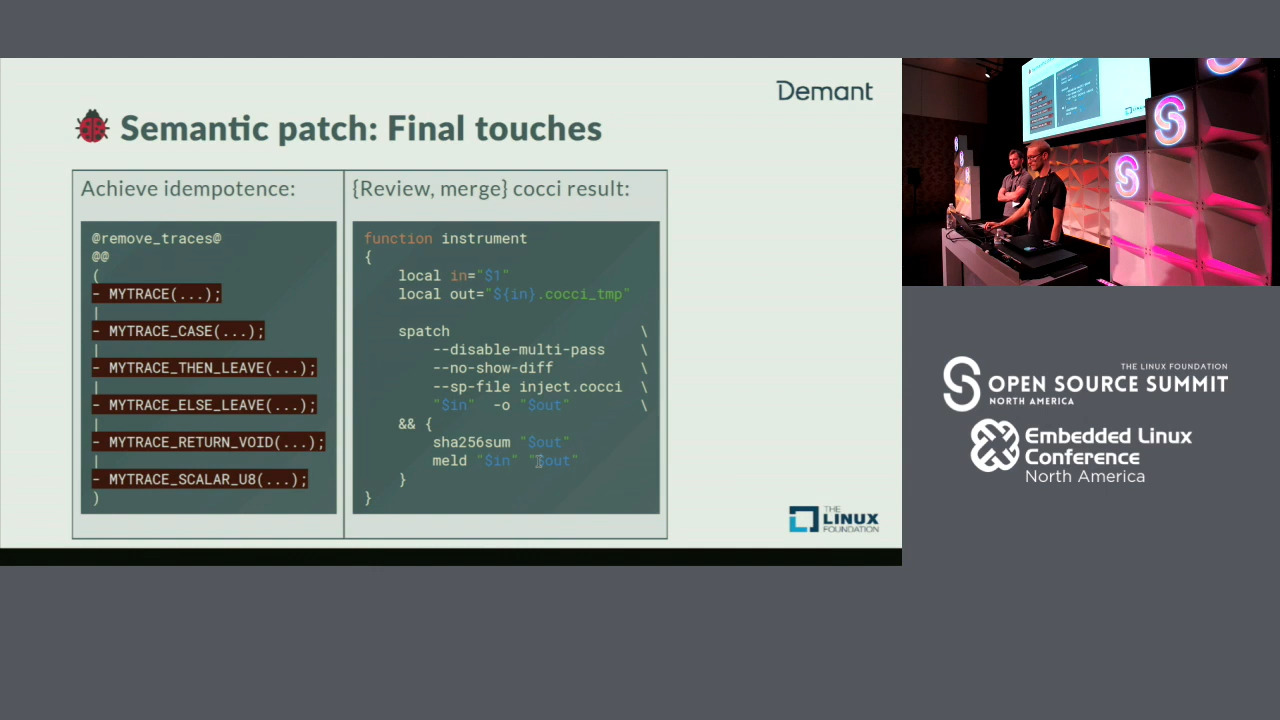 Demant
Semantic patch: Final touches
Achieve idempotence:
@remove_traces@
@@
(
- MYTRACE(...);
|
- MYTRACE_CASE(...);
|
- MYTRACE_THEN_LEAVE(...);
|
- MYTRACE_ELSE_LEAVE(...);
|
- MYTRACE_RETURN_VOID(...);
|
- MYTRACE_SCALAR_U8(...);
)
{Review, merge} cocci result:
function instrument
{
    local in="$1"
    local out="${in}.cocci_tmp"
    spatch \
        --disable-multi-pass \
        --no-show-diff \
        --sp-file inject.cocci \
        "$in" -o "$out" \
    && {
        sha256sum "$out"
        meld "$in" "$out"
    }
}
THE
LINUX
FOUNDATION
THE LINUX FOUNDATION
OPEN SOURCE SUMMIT
NORTH AMERICA
Embedded Linux
Conference
North America